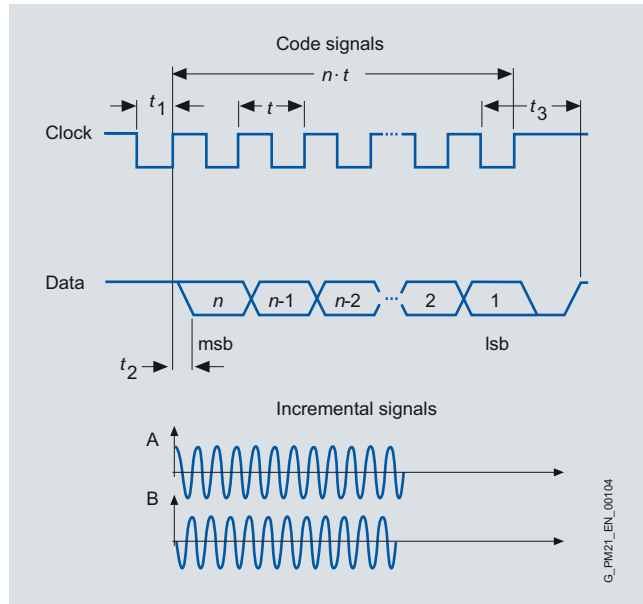 Code signals
n· t
t1
t
t3
Clock
Data
n
n-1
n-2
2
1
msb
lsb
t2
Incremental signals
A
B
G_PM21_EN_00104